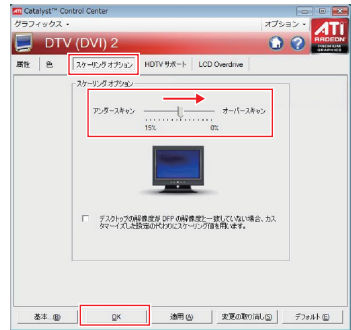 Catalyst™ Control Center
グラフィックス
オプション
ATI
RADEON
PREMIUM
GRAPHICS
DTV (DVI) 2
属性
色
スケーリング オプション
HDTV サポート
LCD Overdrive
スケーリング オプション
アンダースキャン
オーバースキャン
15%
0%
デスクトップの解像度が DFP の解像度と一致していない場合、カス
タマーイズした設定の代わりにスケーリング値を用います。
基本... (B)
OK
適用 (A)
変更の取り消し(S)
デフォルト(E)